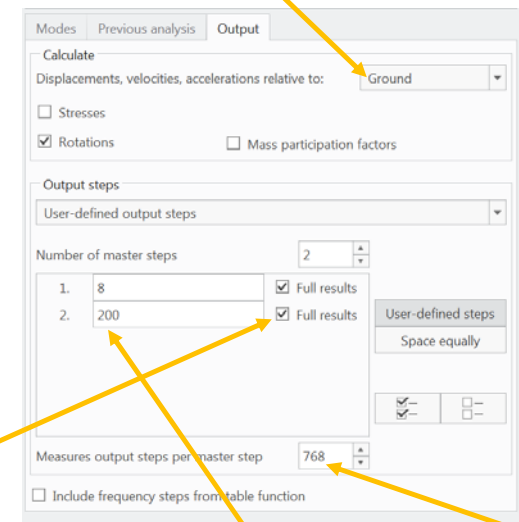 Modes Previous analysis Output
Calculate
Displacements, velocities, accelerations relative to: Ground
Stresses
Rotations Mass participation factors
Output steps
User-defined output steps
Number of master steps 2
1. 8 Full results
2. 200 Full results User-defined steps
Space equally
Measures output steps per master step 768
Include frequency steps from table function